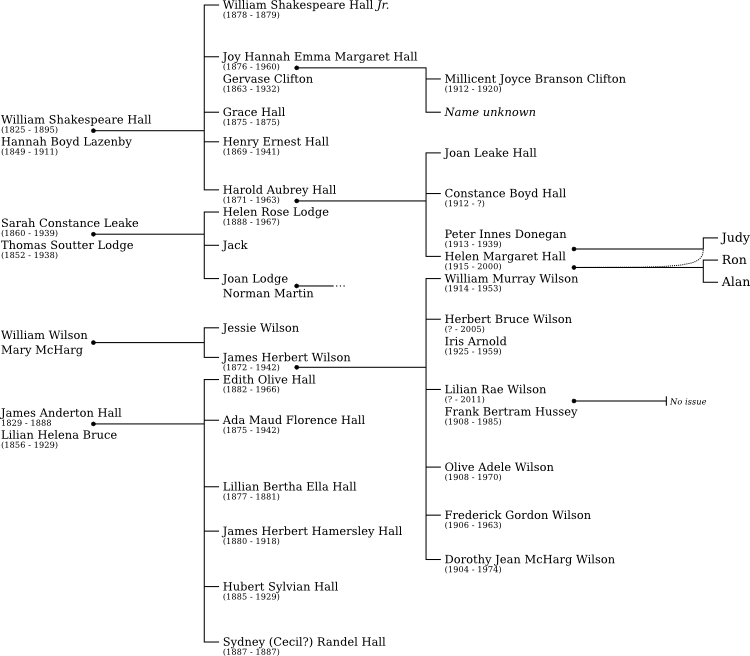 William Shakespeare Hall Jr.
(1878 - 1879)
Joy Hannah Emma Margaret Hall
(1876 - 1960)
Gervase Clifton
(1863 - 1932)
Millicent Joyce Branson Clifton
(1912 - 1920)
Name unknown
Grace Hall
(1875 - 1875)
William Shakespeare Hall
(1825 - 1895)
Hannah Boyd Lazenby
(1849 - 1911)
Henry Ernest Hall
(1869 - 1941)
Joan Leake Hall
Harold Aubrey Hall
(1871 - 1963)
Helen Rose Lodge
(1888 - 1967)
Constance Boyd Hall
(1912 - ?)
Sarah Constance Leake
(1860 - 1939)
Thomas Soutter Lodge
(1852 - 1938)
Jack
Peter Innes Donegan
(1913 - 1939)
Helen Margaret Hall
(1915 - 2000)
William Murray Wilson
(1914 - 1953)
Judy
Ron
Alan
Joan Lodge
Norman Martin
...
Herbert Bruce Wilson
(? - 2005)
Iris Arnold
(1925 - 1959)
William Wilson
Mary McHarg
Jessie Wilson
James Herbert Wilson
(1872 - 1942)
Edith Olive Hall
(1882 - 1966)
Lilian Rae Wilson
(? - 2011)
Frank Bertram Hussey
(1908 - 1985)
No issue
James Anderton Hall
1829 - 1888
Lilian Helena Bruce
(1856 - 1929)
Ada Maud Florence Hall
(1875 - 1942)
Olive Adele Wilson
(1908 - 1970)
Lillian Bertha Ella Hall
(1877 - 1881)
Frederick Gordon Wilson
(1906 - 1963)
James Herbert Hamersley Hall
(1880 - 1918)
Dorothy Jean McHarg Wilson
(1904 - 1974)
Hubert Sylvian Hall
(1885 - 1929)
Sydney (Cecil?) Randel Hall
(1887 - 1887)